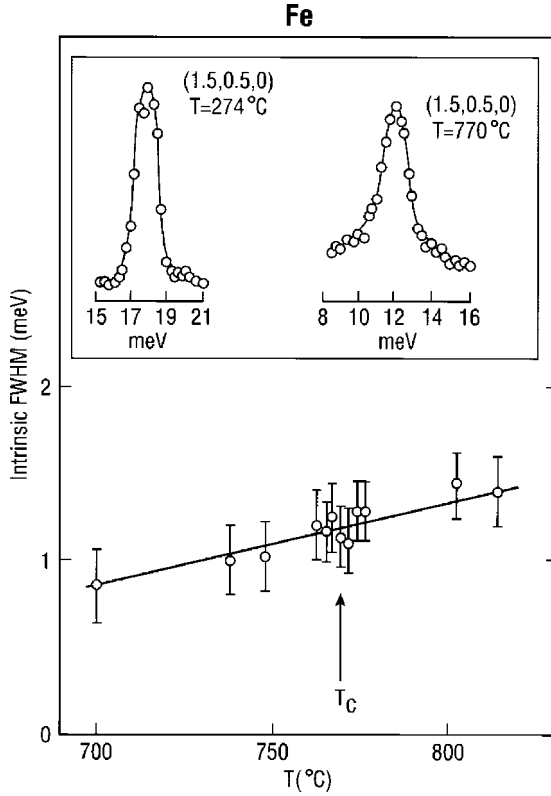 Fe
(1.5,0.5,0)
T=274°C
(1.5,0.5,0)
T=770°C
15 17 19 21
meV
8 10 12 14 16
meV
Intrinsic FWHM (meV)
2
1
0
T_C
700 750 800
T(°C)